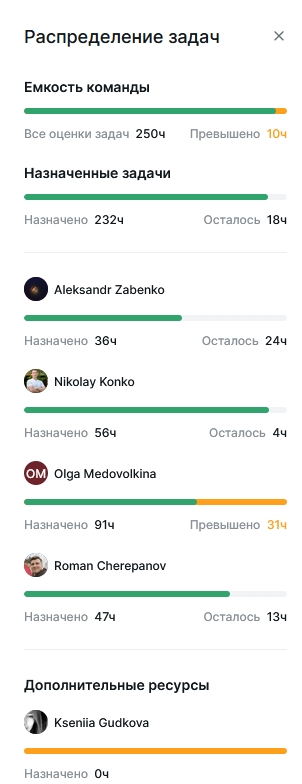 Распределение задач
Емкость команды
Все оценки задач 250ч Превышено 10ч
Назначенные задачи
Назначено 232ч Осталось 18ч
Aleksandr Zabenko
Назначено 36ч Осталось 24ч
Nikolay Konko
Назначено 56ч Осталось 4ч
OM Olga Medovolkina
Назначено 91ч Превышено 31ч
Roman Cherepanov
Назначено 47ч Осталось 13ч
Дополнительные ресурсы
Kseniia Gudkova
Назначено 0ч